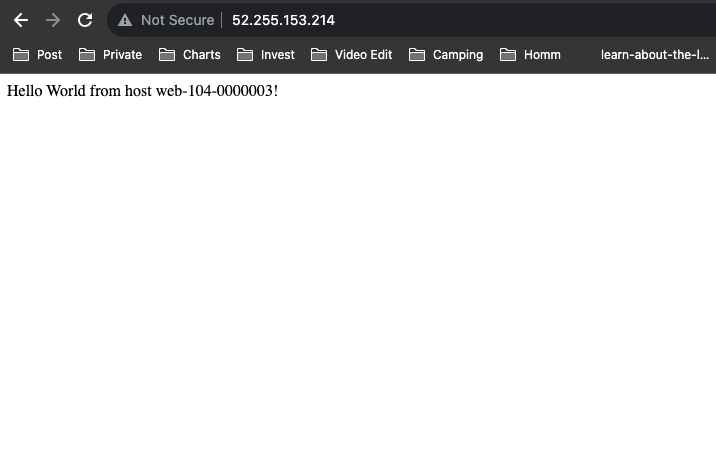 Not Secure 52.255.153.214
Post Private Charts Invest Video Edit Camping Homm learn-about-the-l...
Hello World from host web-104-0000003!